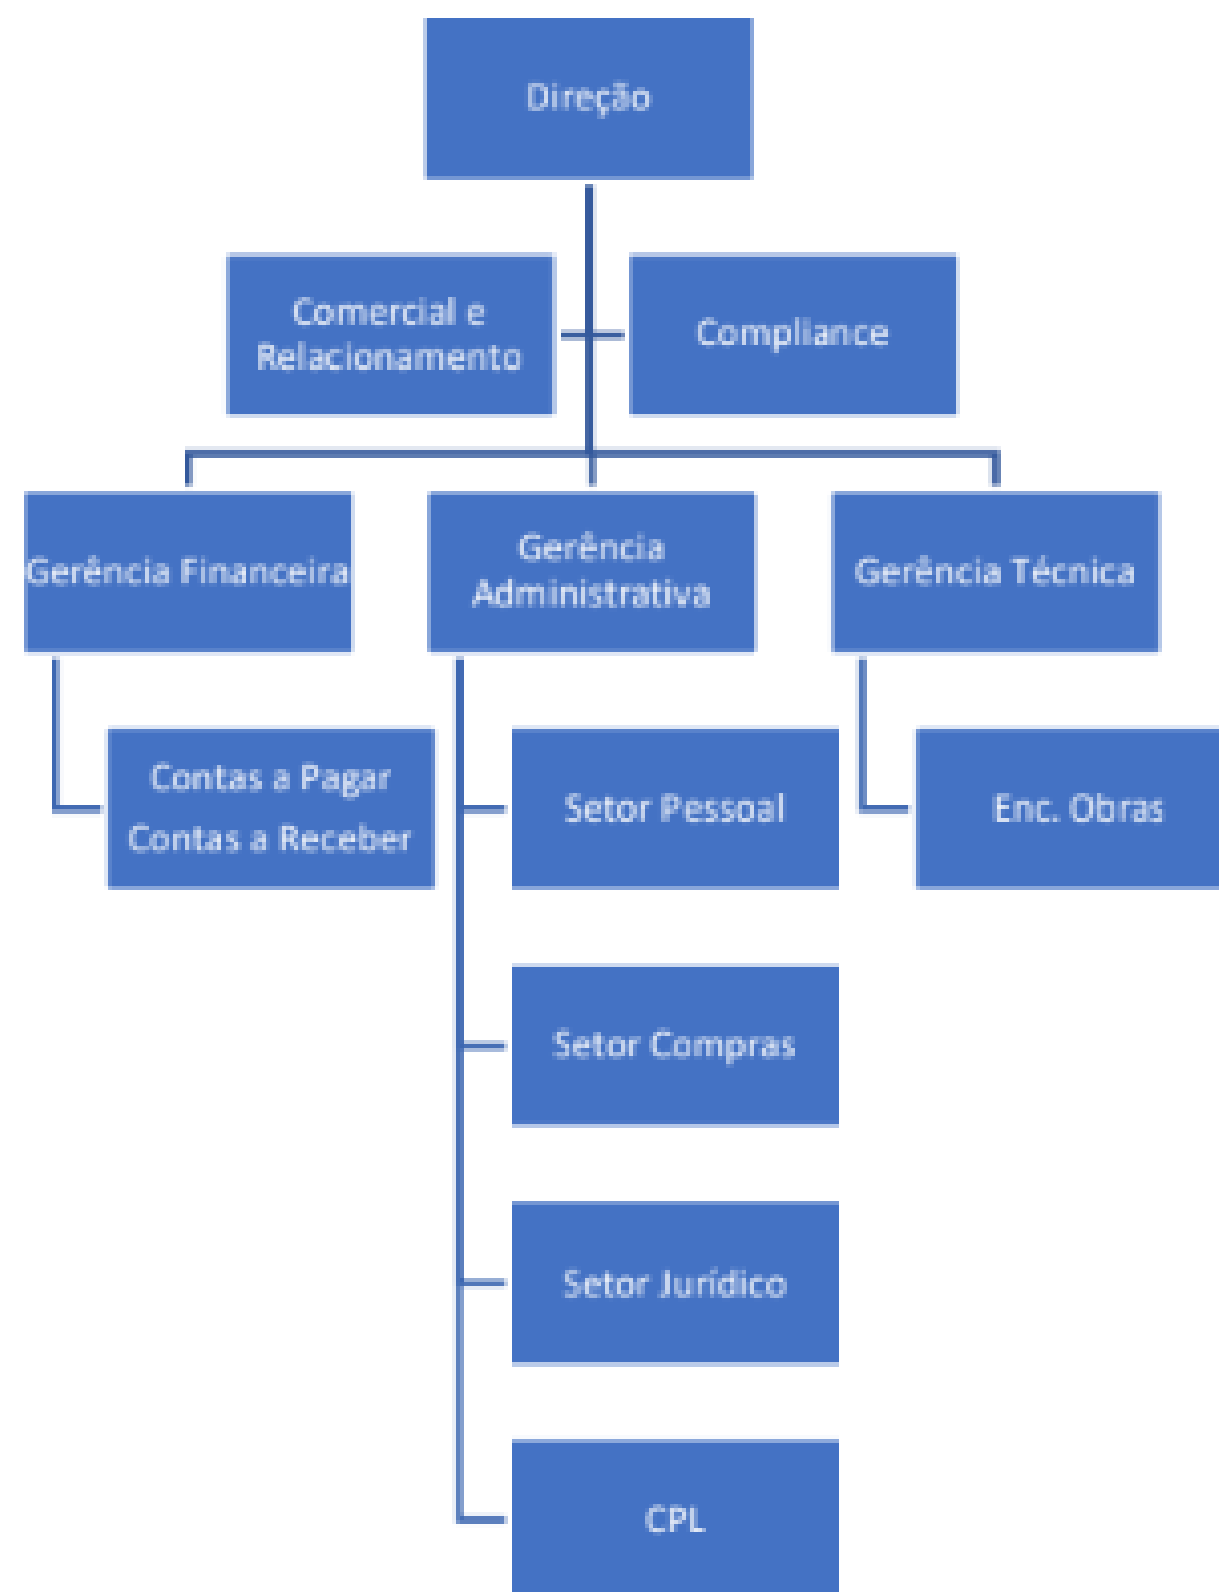 Direção
Comercial e
Relacionamento
Compliance
Gerência Financeira
Gerência
Administrativa
Gerência Técnica
Contas a Pagar
Contas a Receber
Setor Pessoal
Enc. Obras
Setor Compras
Setor Jurídico
CPL